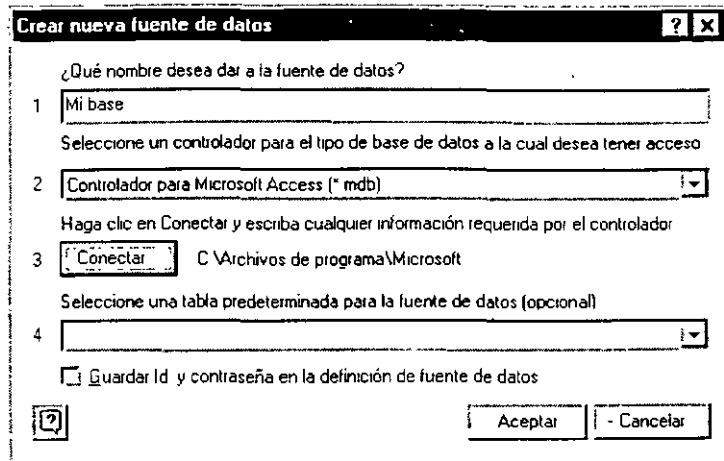 Crear nueva fuente de datos ? X
¿Qué nombre desea dar a la fuente de datos?
1 Mi base
Seleccione un controlador para el tipo de base de datos a la cual desea tener acceso
2 Controlador para Microsoft Access (* mdb)
Haga clic en Conectar y escriba cualquier información requerida por el controlador
3 Conectar C \Archivos de programa\Microsoft
Seleccione una tabla predeterminada para la fuente de datos (opcional)
4
Guardar Id y contraseña en la definición de fuente de datos
? Aceptar - Cancelar